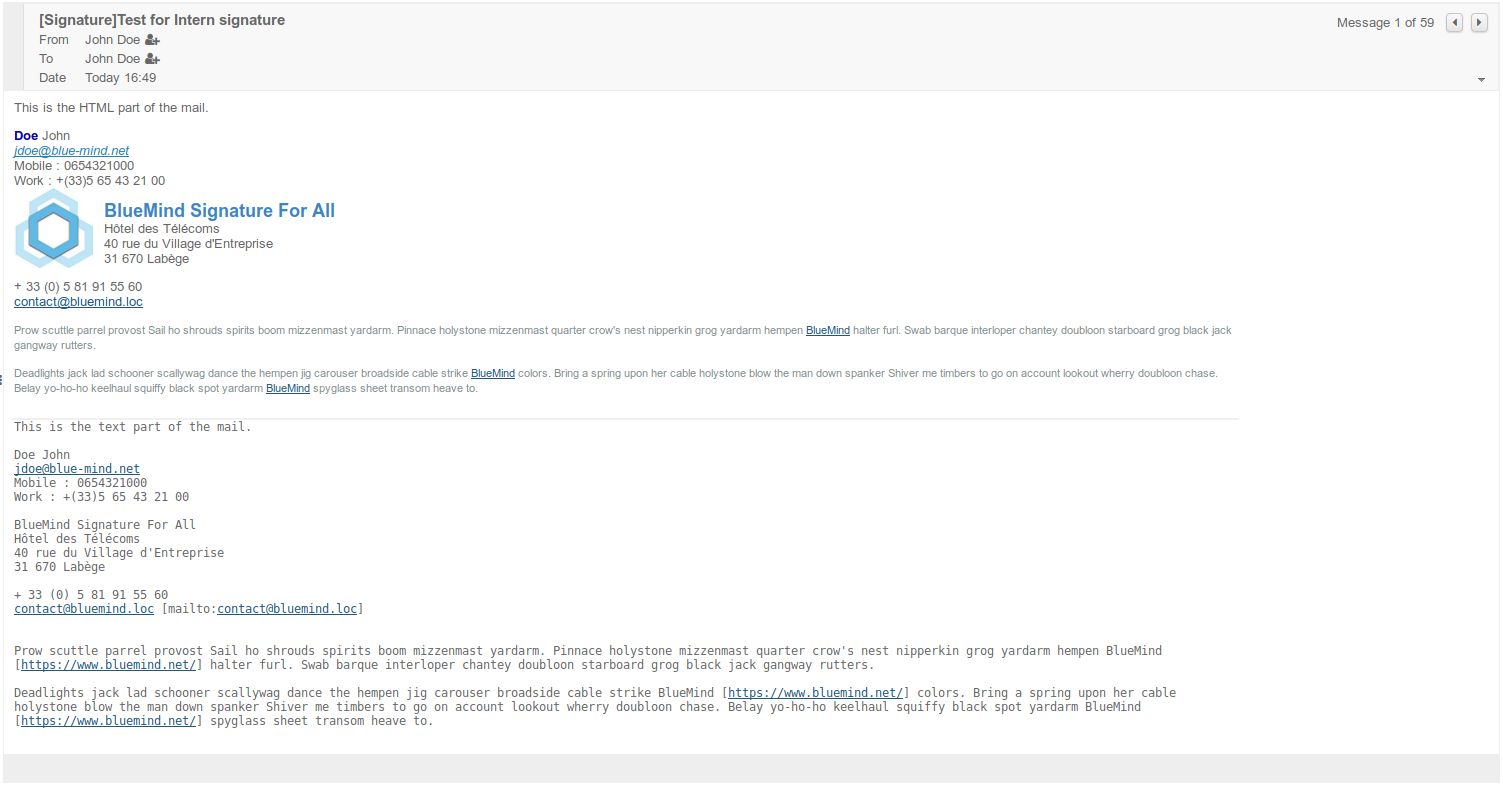 [Signature]Test for Intern signature
Message 1 of 59
From John Doe
To John Doe
Date Today 16:49
This is the HTML part of the mail.
Doe John
jdoe@blue-mind.net
Mobile : 0654321000
Work : +(33)5 65 43 21 00
BlueMind Signature For All
Hôtel des Télécoms
40 rue du Village d'Entreprise
31 670 Labège
+ 33 (0) 5 81 91 55 60
contact@bluemind.loc
Prow scuttle parrel provost Sail ho shrouds spirits boom mizzenmast yardarm. Pinnace holystone mizzenmast quarter crow's nest nipperkin grog yardarm hempen BlueMind halter furl. Swab barque interloper chantey doubloon starboard grog black jack
gangway rutters.
Deadlights jack lad schooner scallywag dance the hempen jig carouser broadside cable strike BlueMind colors. Bring a spring upon her cable holystone blow the man down spanker Shiver me timbers to go on account lookout wherry doubloon chase.
Belay yo-ho-ho keelhaul squiffy black spot yardarm BlueMind spyglass sheet transom heave to.
This is the text part of the mail.
Doe John
jdoe@blue-mind.net
Mobile : 0654321000
Work : +(33)5 65 43 21 00
BlueMind Signature For All
Hôtel des Télécoms
40 rue du Village d'Entreprise
31 670 Labège
+ 33 (0) 5 81 91 55 60
contact@bluemind.loc [mailto:contact@bluemind.loc]
Prow scuttle parrel provost Sail ho shrouds spirits boom mizzenmast yardarm. Pinnace holystone mizzenmast quarter crow's nest nipperkin grog yardarm hempen BlueMind
[https://www.bluemind.net/] halter furl. Swab barque interloper chantey doubloon starboard grog black jack gangway rutters.
Deadlights jack lad schooner scallywag dance the hempen jig carouser broadside cable strike BlueMind [https://www.bluemind.net/] colors. Bring a spring upon her cable
holystone blow the man down spanker Shiver me timbers to go on account lookout wherry doubloon chase. Belay yo-ho-ho keelhaul squiffy black spot yardarm BlueMind
[https://www.bluemind.net/] spyglass sheet transom heave to.